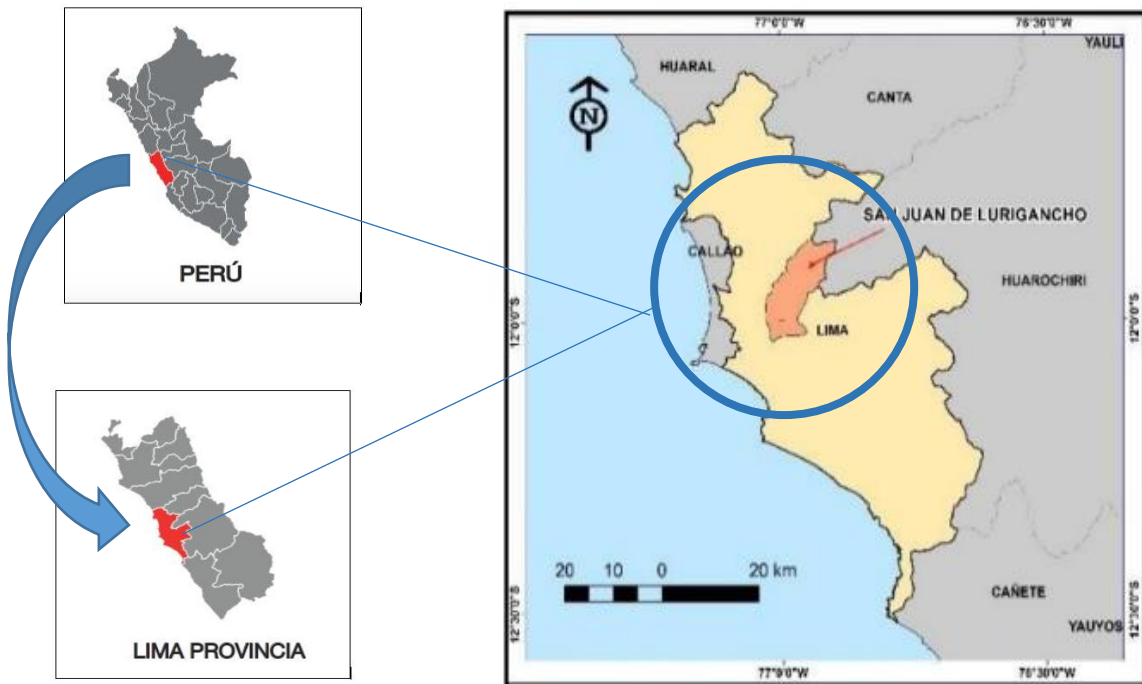 PERÚ
LIMA PROVINCIA
77°0'0"W
76°30'0"W
YAULI
HUARAL
CANTA
N
SAN JUAN DE LURIGANCHO
CALLAO
HUAROCHIRI
12°0'0"S
LIMA
12°0'0"S
20 10 0 20 km
CAÑETE
12°30'0"S
12°30'0"S
YAUYOS
77°0'0"W
76°30'0"W